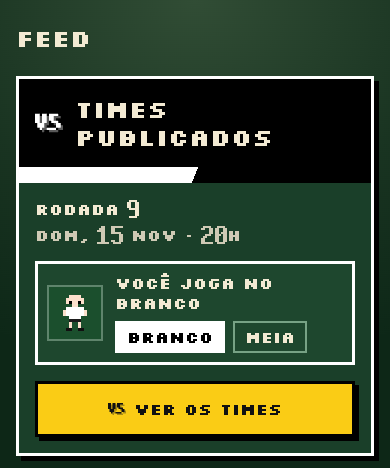 FEED
VS TIMES
PUBLICADOS
RODADA 9
DOM, 15 NOV · 20H
VOCÊ JOGA NO
BRANCO
BRANCO MEIA
VS VER OS TIMES